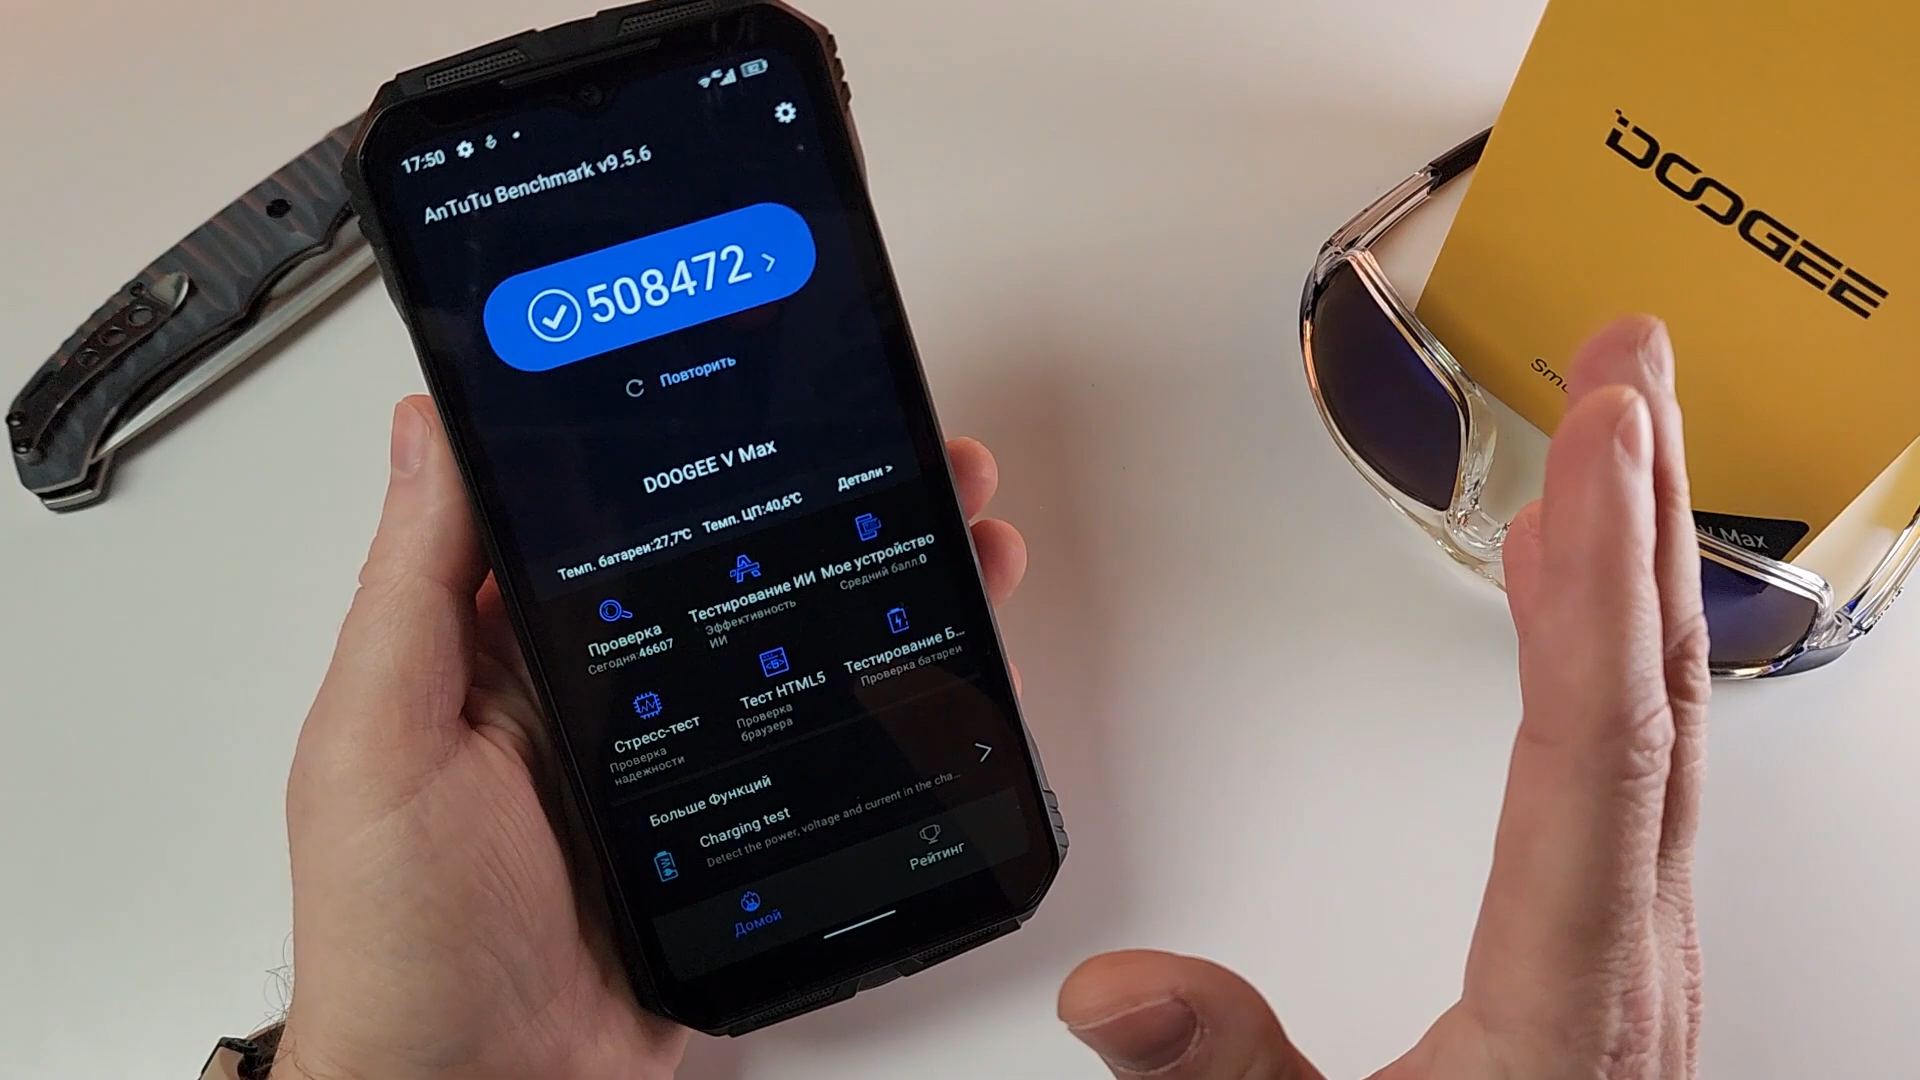 17:50
AnTuTu Benchmark v9.5.6
508472 >
Повторить
DOOGEE V Max
Темп. батареи:27,7℃ Темп. ЦП:40,6℃ Детали >
Проверка
Сегодня:46607
Тестирование ИИ
Эффективность
ИИ
Мое устройство
Средний балл:0
Стресс-тест
Проверка
надежности
Тест HTML5
Проверка
браузера
Тестирование Б...
Проверка батареи
Больше Функций
Charging test
Detect the power, voltage and current in the cha...
Домой
Рейтинг
DOOGEE
V Max